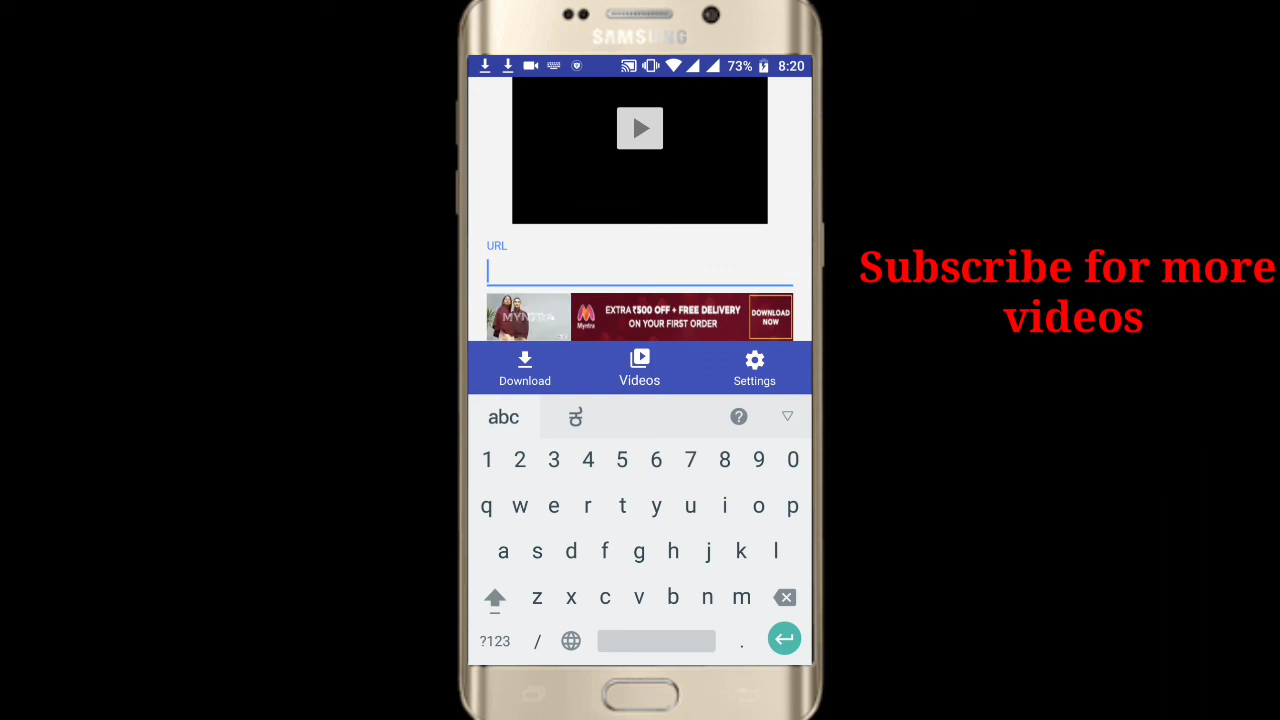 SAMSUNG
73% 8:20
URL
MYNTRA
Myntra
EXTRA ₹500 OFF + FREE DELIVERY
ON YOUR FIRST ORDER
DOWNLOAD
NOW
Download Videos Settings
abc ಕ
1 2 3 4 5 6 7 8 9 0
q w e r t y u i o p
a s d f g h j k l
z x c v b n m
?123 / .
Subscribe for more
videos